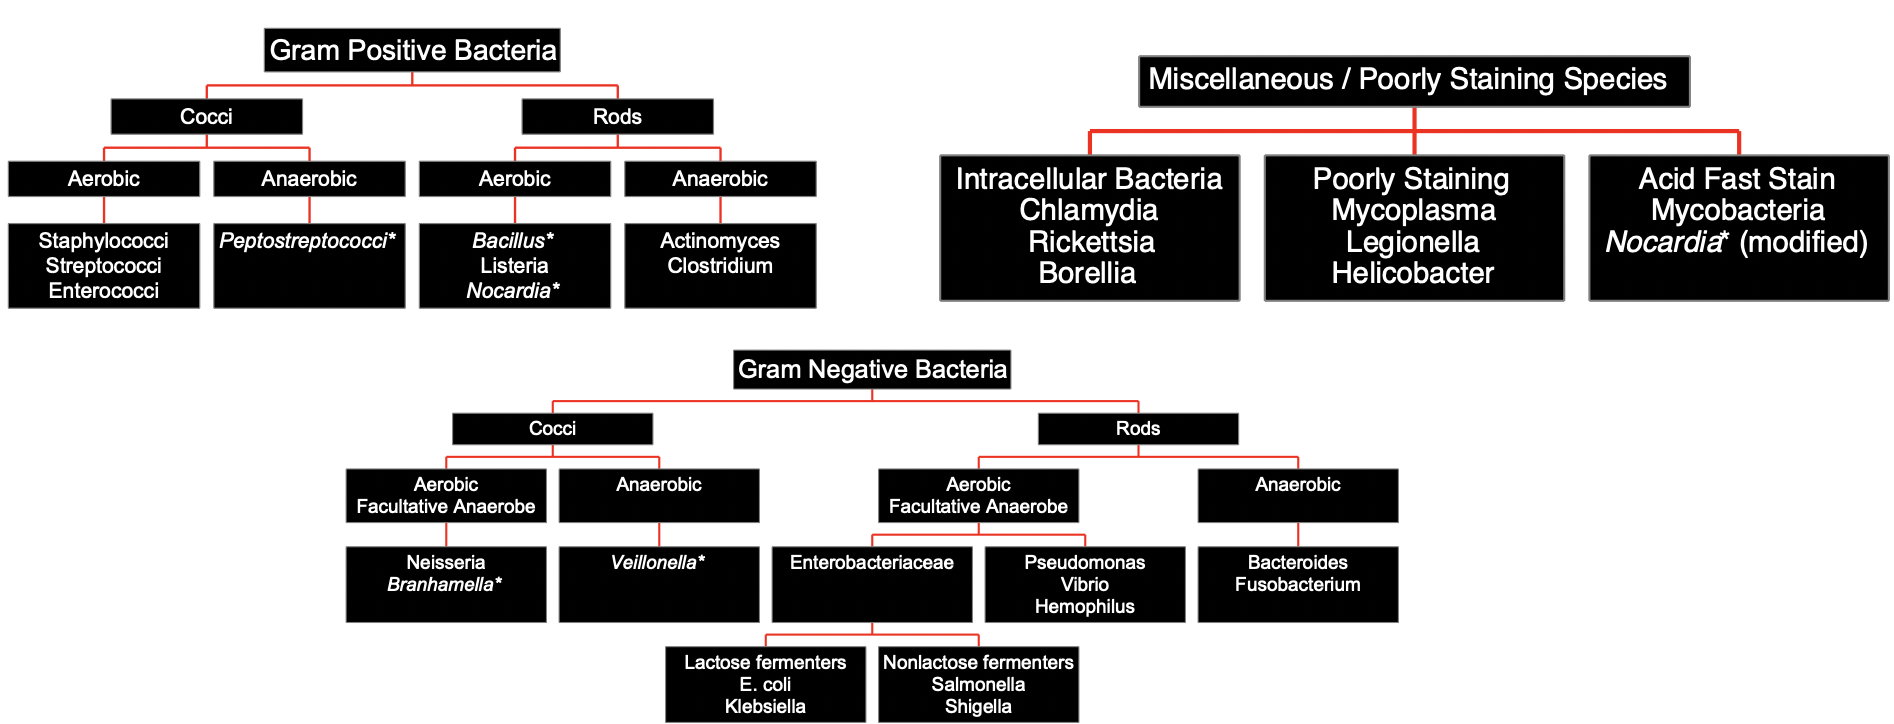 Gram Positive Bacteria
Cocci
Rods
Aerobic
Anaerobic
Aerobic
Anaerobic
Staphylococci
Streptococci
Enterococci
Peptostreptococci*
Bacillus*
Listeria
Nocardia*
Actinomyces
Clostridium
Miscellaneous / Poorly Staining Species
Intracellular Bacteria
Chlamydia
Rickettsia
Borellia
Poorly Staining
Mycoplasma
Legionella
Helicobacter
Acid Fast Stain
Mycobacteria
Nocardia* (modified)
Gram Negative Bacteria
Cocci
Rods
Aerobic
Facultative Anaerobe
Anaerobic
Aerobic
Facultative Anaerobe
Anaerobic
Neisseria
Branhamella*
Veillonella*
Enterobacteriaceae
Pseudomonas
Vibrio
Hemophilus
Bacteroides
Fusobacterium
Lactose fermenters
E. coli
Klebsiella
Nonlactose fermenters
Salmonella
Shigella